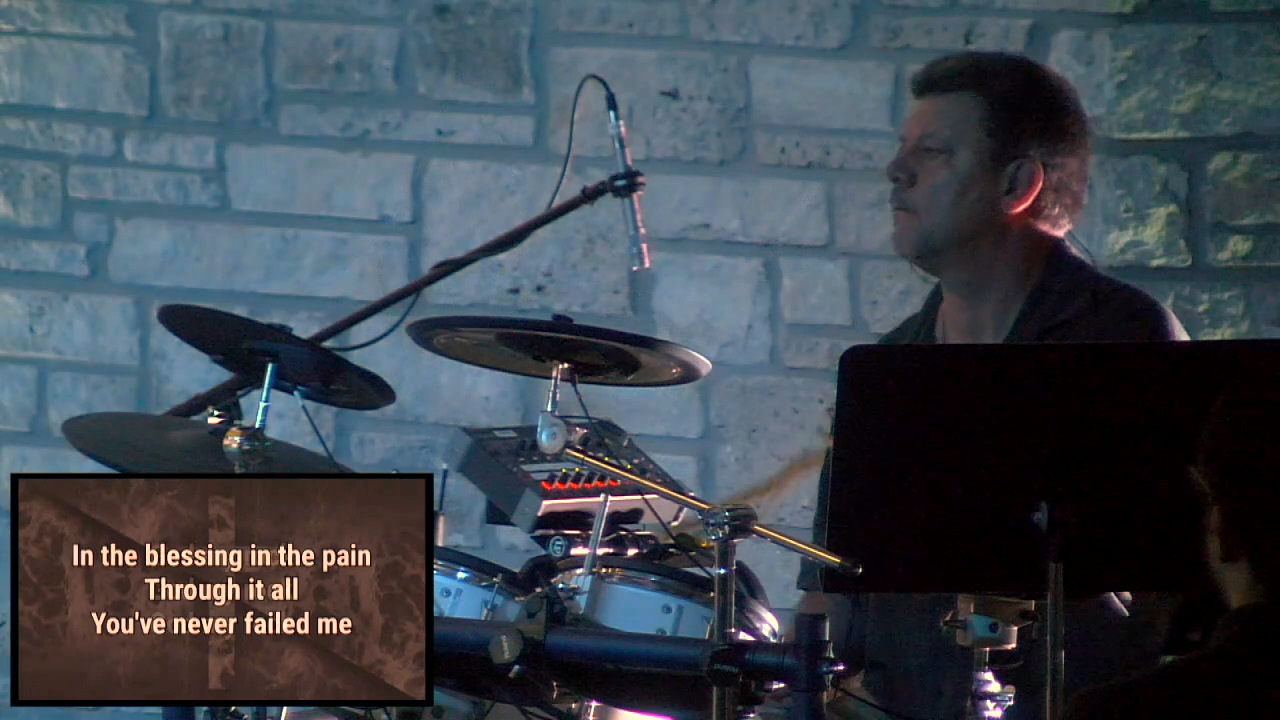 In the blessing in the pain
Through it all
You've never failed me